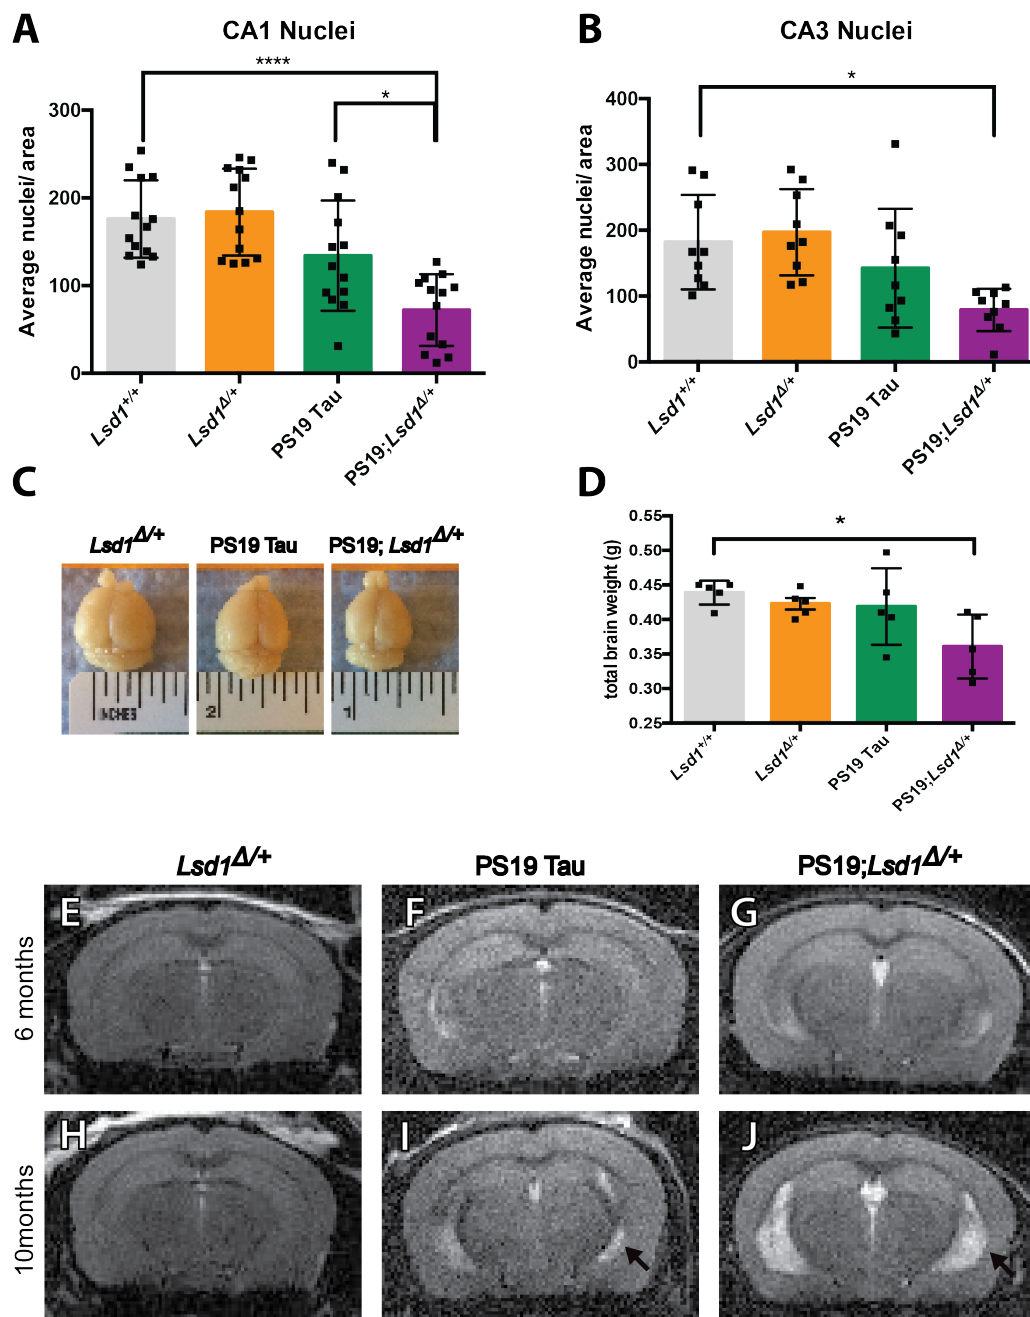 A
CA1 Nuclei
****
*
Average nuclei/ area
300
200
100
0
Lsd1+/+
Lsd1Δ/+
PS19 Tau
PS19;Lsd1Δ/+
B
CA3 Nuclei
*
Average nuclei/ area
400
300
200
100
0
Lsd1+/+
Lsd1Δ/+
PS19 Tau
PS19;Lsd1Δ/+
C
Lsd1Δ/+
PS19 Tau
PS19; Lsd1Δ/+
INCHES
2
1
D
*
total brain weight (g)
0.55
0.50
0.45
0.40
0.35
0.30
0.25
Lsd1+/+
Lsd1Δ/+
PS19 Tau
PS19;Lsd1Δ/+
Lsd1Δ/+
PS19 Tau
PS19;Lsd1Δ/+
6 months
E
F
G
10months
H
I
J